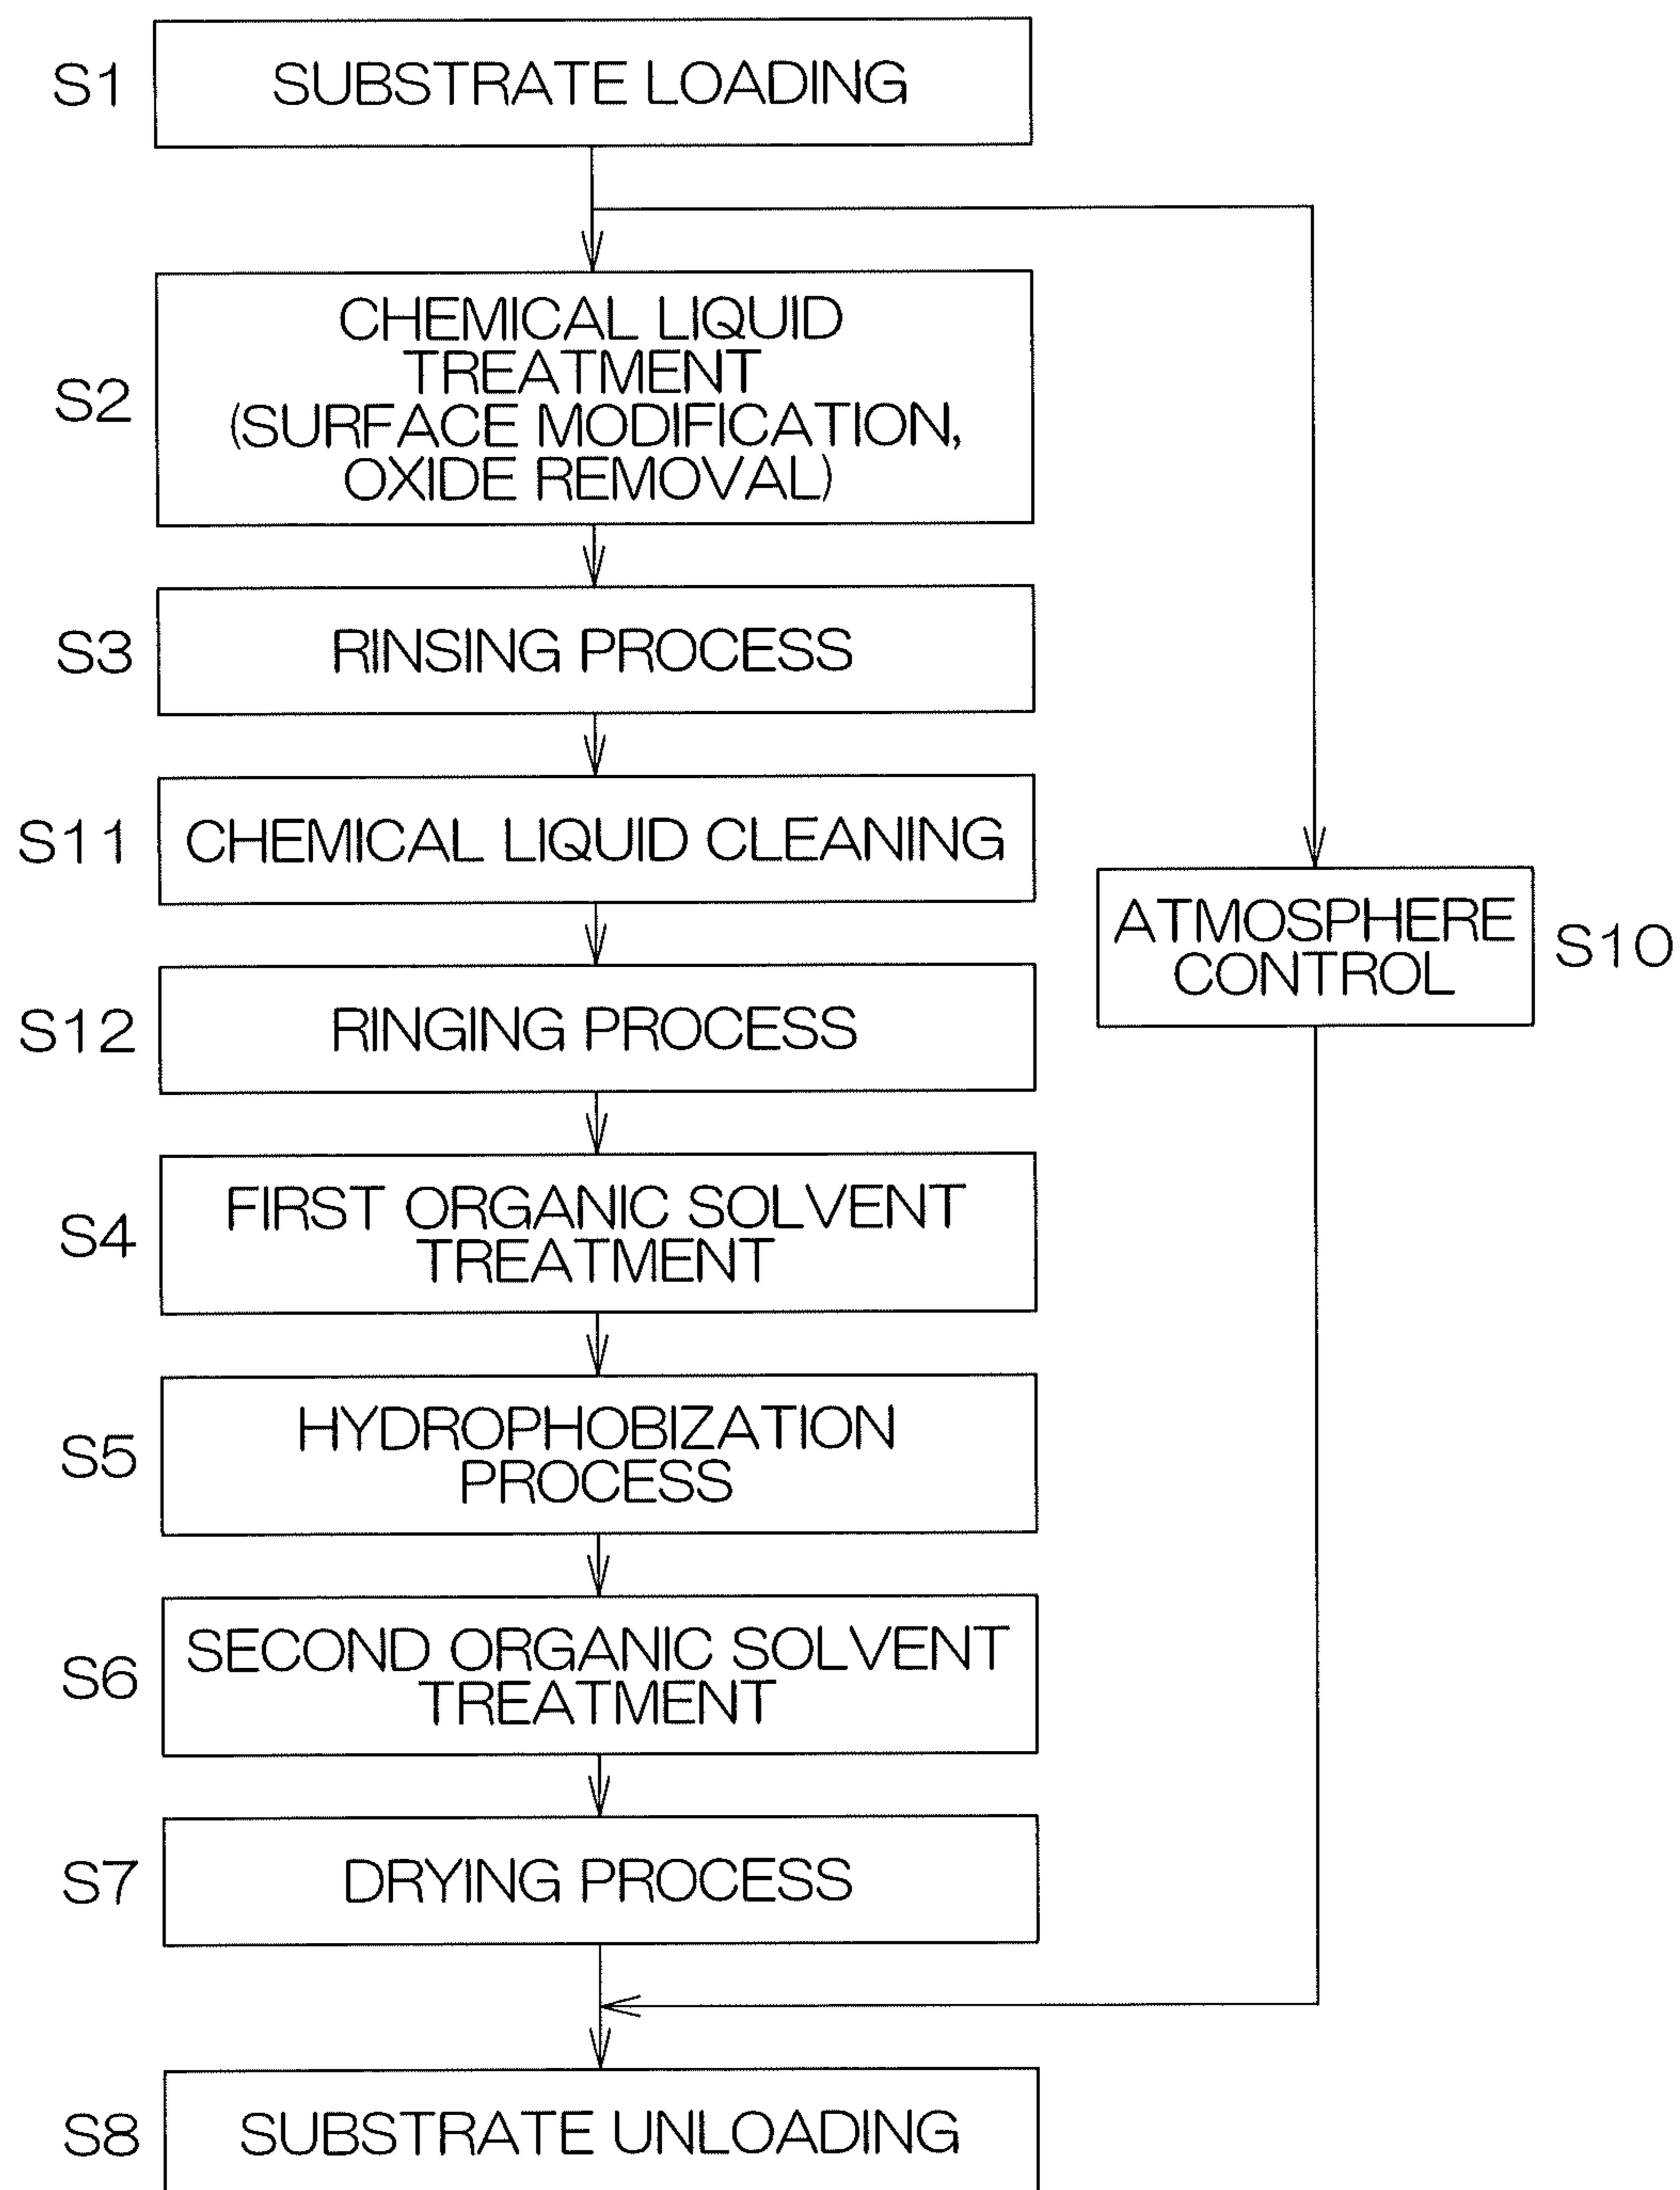 S1 SUBSTRATE LOADING
CHEMICAL LIQUID
TREATMENT
S2 (SURFACE MODIFICATION,
OXIDE REMOVAL)
S3 RINSING PROCESS
S11 CHEMICAL LIQUID CLEANING
ATMOSPHERE
CONTROL
S10
S12 RINGING PROCESS
S4 FIRST ORGANIC SOLVENT
TREATMENT
S5 HYDROPHOBIZATION
PROCESS
S6 SECOND ORGANIC SOLVENT
TREATMENT
S7 DRYING PROCESS
S8 SUBSTRATE UNLOADING